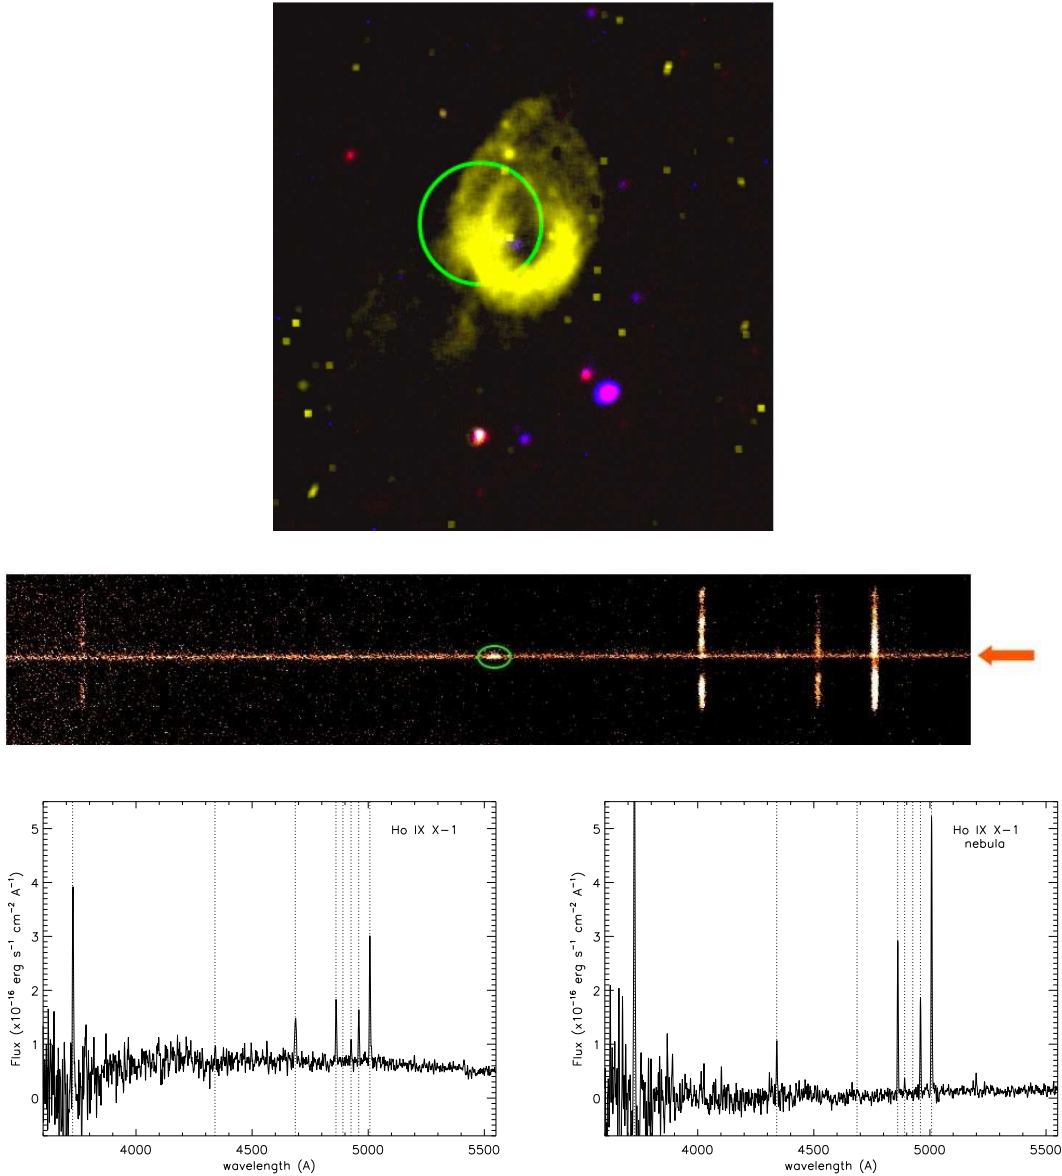 Ho IX X-1
Flux (x10⁻¹⁶ erg s⁻¹ cm⁻² A⁻¹)
5
4
3
2
1
0
4000 4500 5000 5500
wavelength (A)
Ho IX X-1
nebula
Flux (x10⁻¹⁶ erg s⁻¹ cm⁻² A⁻¹)
5
4
3
2
1
0
4000 4500 5000 5500
wavelength (A)